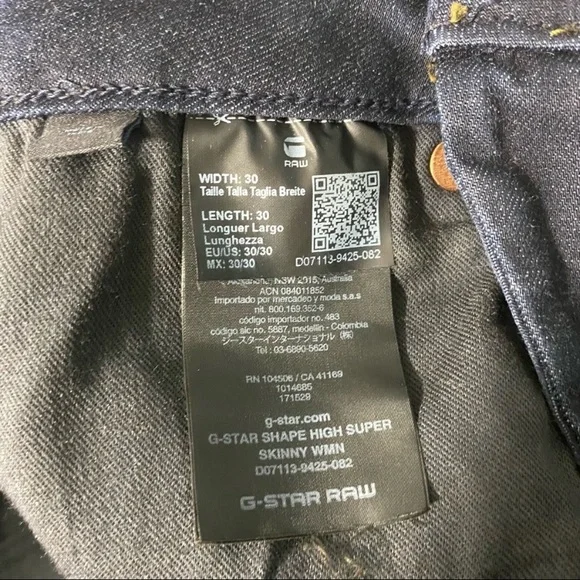 RAW
WIDTH: 30
Taille Talla Taglia Breite
LENGTH: 30
Longuer Largo
Lunghezza
EU/US: 30/30
MX: 30/30
D07113-9425-082
NSW 2015, Australia
ACN 084011852
Importado por mercadeo y moda s.a.s
nit. 800.169.352-6
código importador no. 483
código sic no. 5887, medellin - Colombia
ジースターインターナショナル (株)
Tel : 03-6890-5620
RN 104506 / CA 41169
1014685
171529
g-star.com
G-STAR SHAPE HIGH SUPER
SKINNY WMN
D07113-9425-082
G-STAR RAW